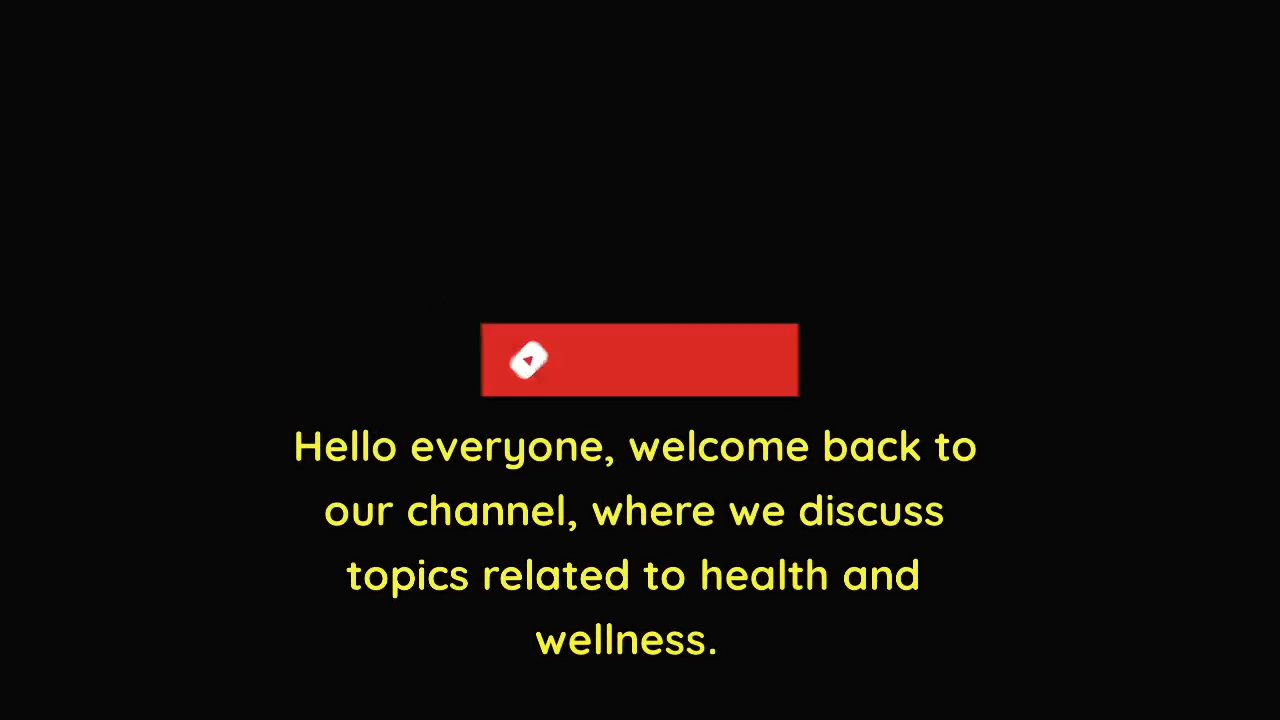 Hello everyone, welcome back to
our channel, where we discuss
topics related to health and
wellness.